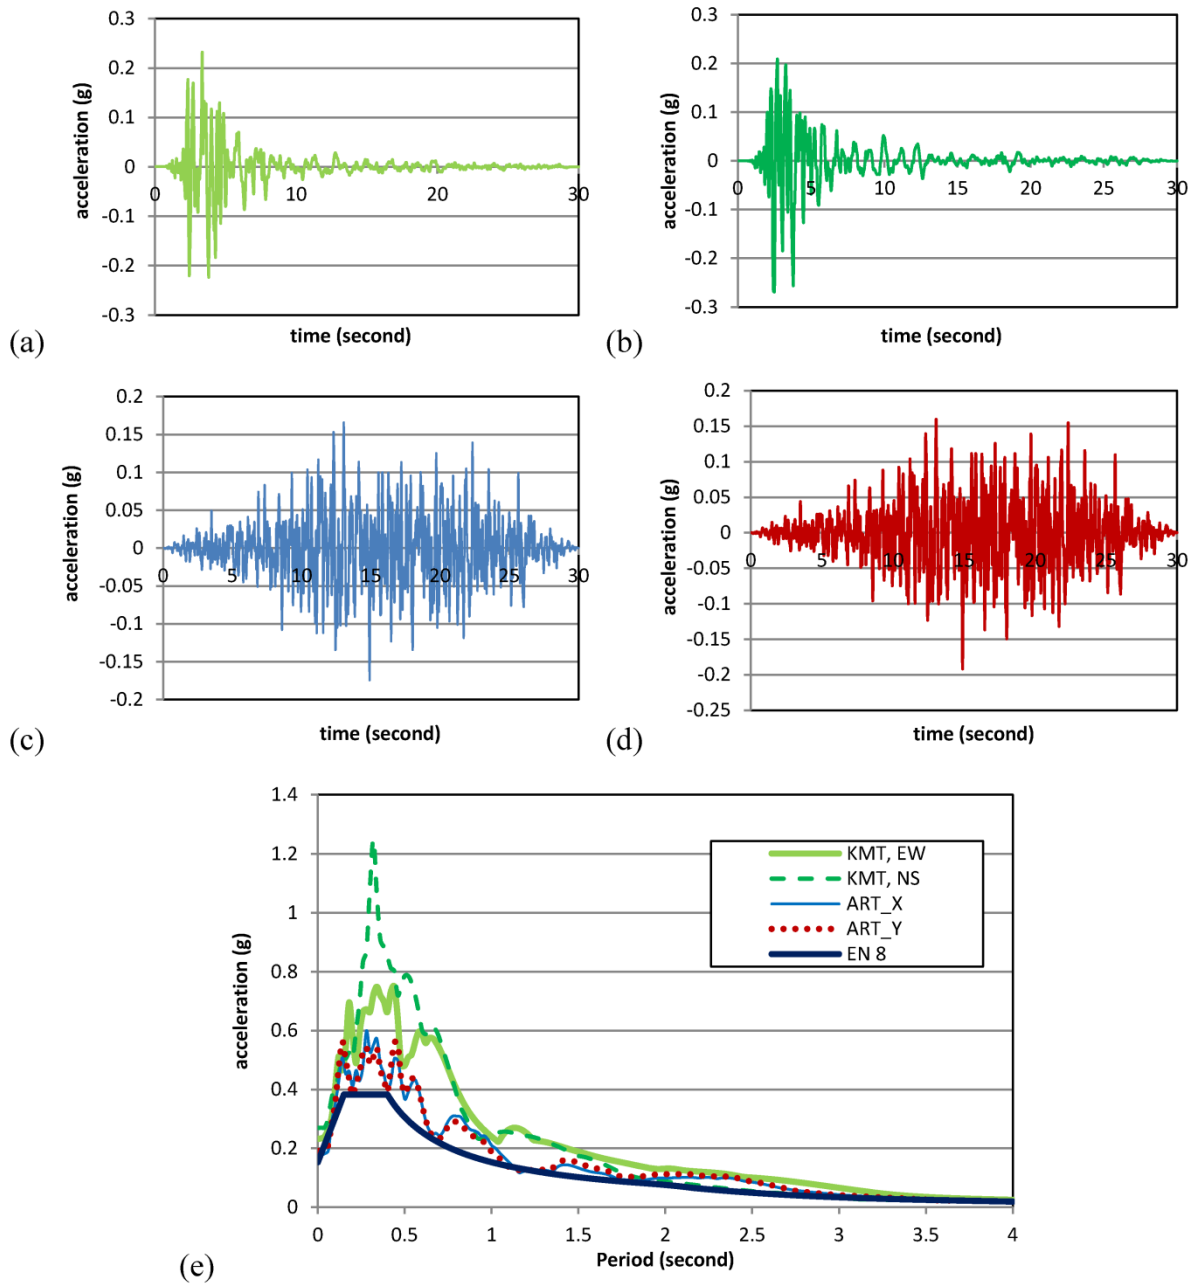 0.3
0.2
0.1
0
-0.1
-0.2
-0.3
0 10 20 30
acceleration (g)
time (second)
(a)
0.3
0.2
0.1
0
-0.1
-0.2
-0.3
0 5 10 15 20 25 30
acceleration (g)
time (second)
(b)
0.2
0.15
0.1
0.05
0
-0.05
-0.1
-0.15
-0.2
0 5 10 15 20 25 30
acceleration (g)
time (second)
(c)
0.2
0.15
0.1
0.05
0
-0.05
-0.1
-0.15
-0.2
-0.25
0 5 10 15 20 25 30
acceleration (g)
time (second)
(d)
1.4
1.2
1
0.8
0.6
0.4
0.2
0
0 0.5 1 1.5 2 2.5 3 3.5 4
acceleration (g)
Period (second)
KMT, EW
KMT, NS
ART_X
ART_Y
EN 8
(e)